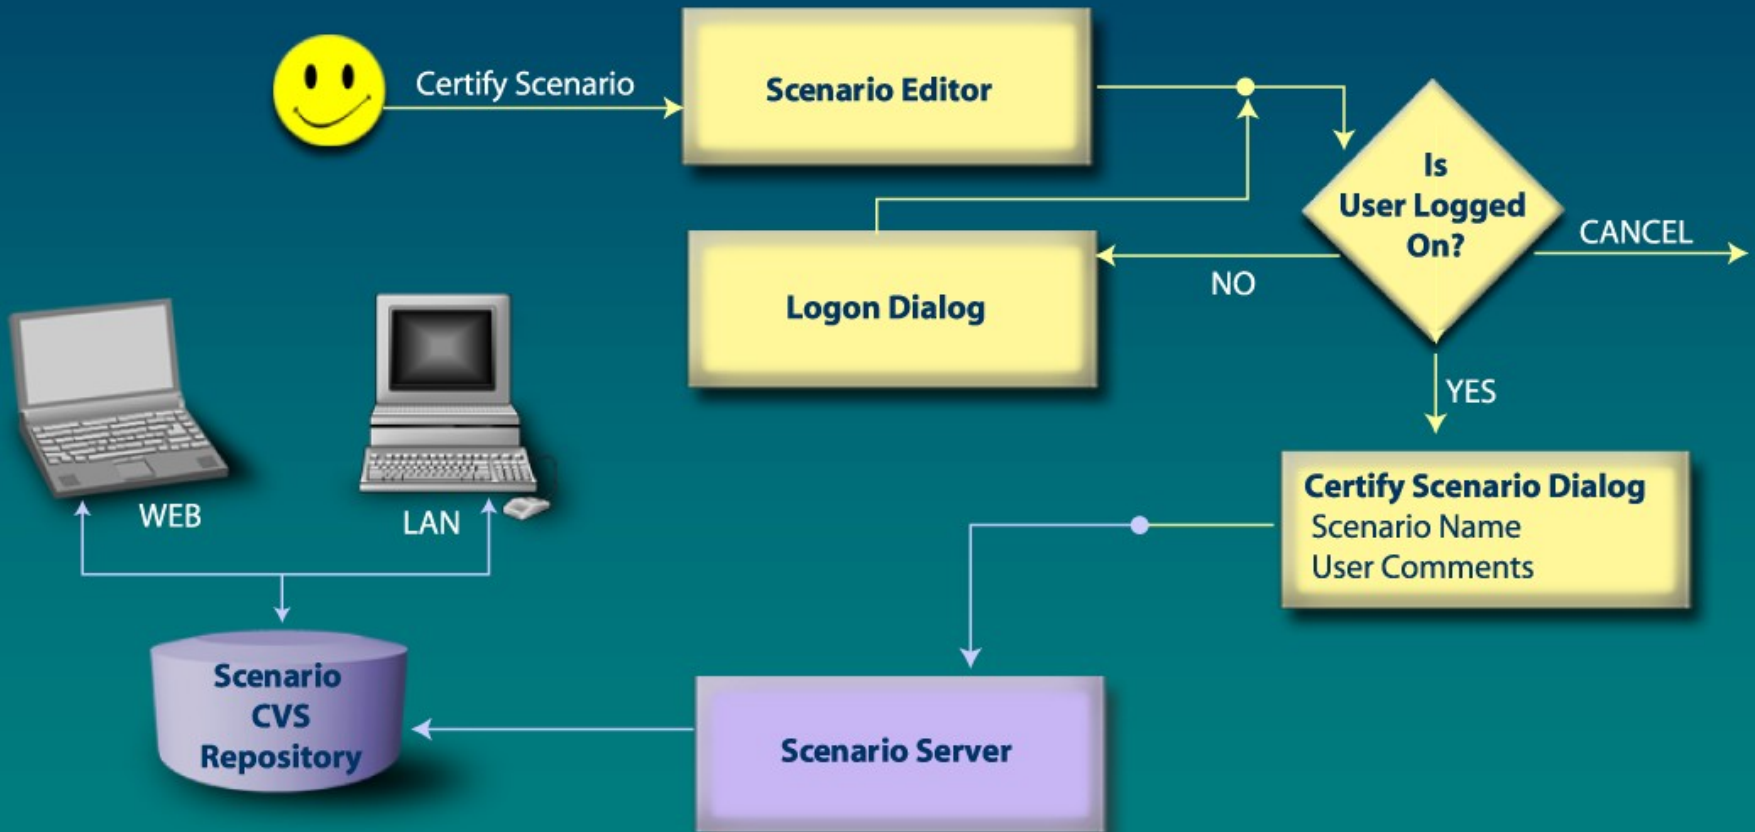 Certify Scenario
Scenario Editor
Is
User Logged
On?
CANCEL
NO
Logon Dialog
YES
WEB
LAN
Certify Scenario Dialog
Scenario Name
User Comments
Scenario
CVS
Repository
Scenario Server